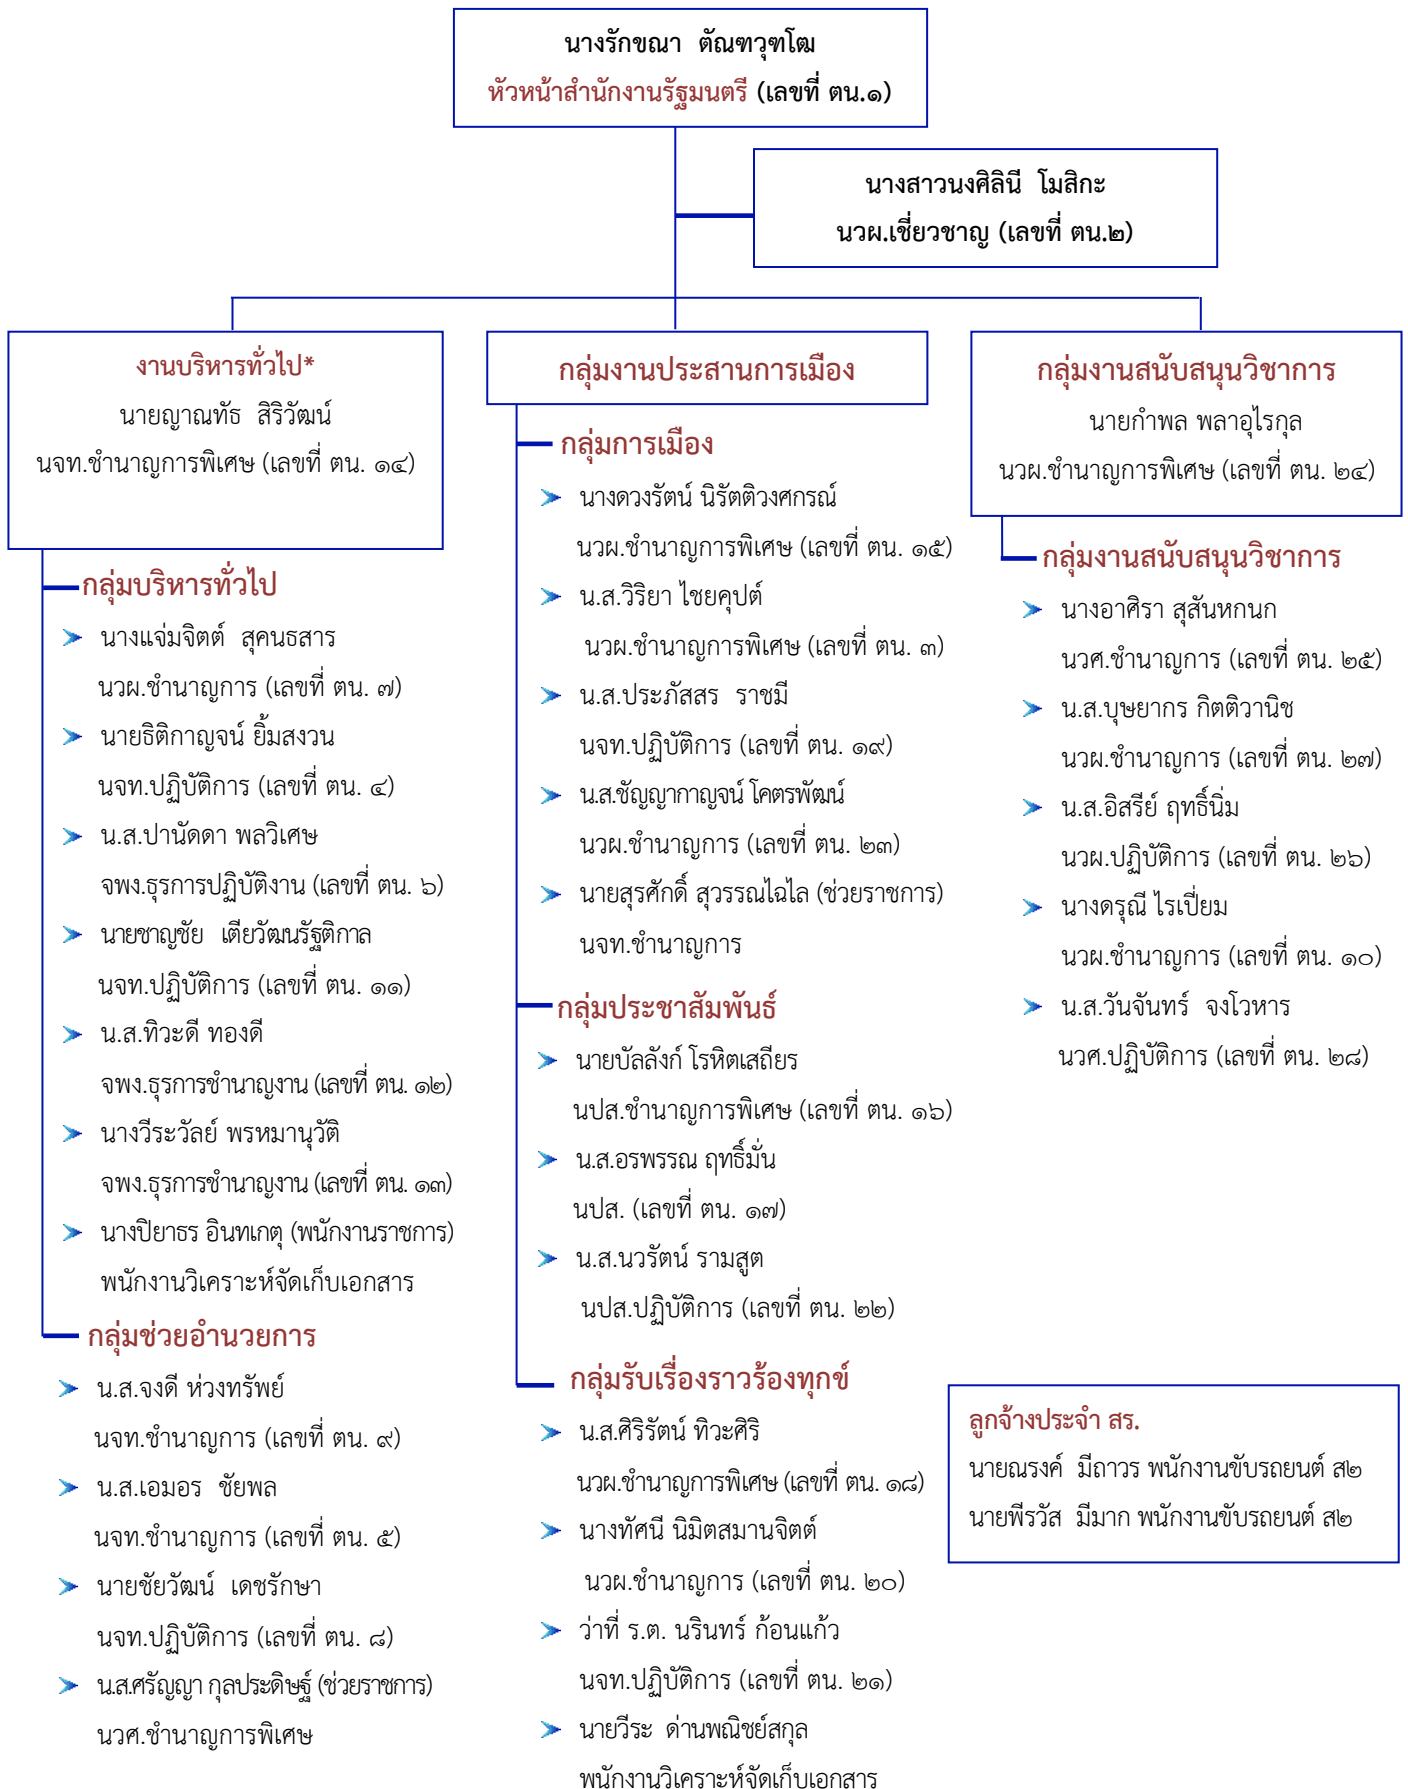 นางรักขณา ตัณฑวุฑโฒ
หัวหน้าสำนักงานรัฐมนตรี (เลขที่ ตน.๑)
นางสาวนงศิลินี โมสิกะ
นวผ.เชี่ยวชาญ (เลขที่ ตน.๒)
งานบริหารทั่วไป*
นายญาณทัธ สิริวัฒน์
นจท.ชำนาญการพิเศษ (เลขที่ ตน. ๑๔)
กลุ่มบริหารทั่วไป
นางแจ่มจิตต์ สุคนธสาร
นวผ.ชำนาญการ (เลขที่ ตน. ๗)
นายธิติกาญจน์ ยิ้มสงวน
นจท.ปฏิบัติการ (เลขที่ ตน. ๔)
น.ส.ปานัดดา พลวิเศษ
จพง.ธุรการปฏิบัติงาน (เลขที่ ตน. ๖)
นายชาญชัย เตียวัฒนรัฐติกาล
นจท.ปฏิบัติการ (เลขที่ ตน. ๑๑)
น.ส.ทิวะดี ทองดี
จพง.ธุรการชำนาญงาน (เลขที่ ตน. ๑๒)
นางวีระวัลย์ พรหมานุวัติ
จพง.ธุรการชำนาญงาน (เลขที่ ตน. ๑๓)
นางปิยาธร อินทเกตุ (พนักงานราชการ)
พนักงานวิเคราะห์จัดเก็บเอกสาร
กลุ่มช่วยอำนวยการ
น.ส.จงดี ห่วงทรัพย์
นจท.ชำนาญการ (เลขที่ ตน. ๙)
น.ส.เอมอร ชัยพล
นจท.ชำนาญการ (เลขที่ ตน. ๕)
นายชัยวัฒน์ เดชรักษา
นจท.ปฏิบัติการ (เลขที่ ตน. ๘)
น.ส.ศรัญญา กุลประดิษฐ์ (ช่วยราชการ)
นวศ.ชำนาญการพิเศษ
กลุ่มงานประสานการเมือง
กลุ่มการเมือง
นางดวงรัตน์ นิรัตติวงศกรณ์
นวผ.ชำนาญการพิเศษ (เลขที่ ตน. ๑๕)
น.ส.วิริยา ไชยคุปต์
นวผ.ชำนาญการพิเศษ (เลขที่ ตน. ๓)
น.ส.ประภัสสร ราชมี
นจท.ปฏิบัติการ (เลขที่ ตน. ๑๙)
น.ส.ชัญญากาญจน์ โคตรพัฒน์
นวผ.ชำนาญการ (เลขที่ ตน. ๒๓)
นายสุรศักดิ์ สุวรรณไฉไล (ช่วยราชการ)
นจท.ชำนาญการ
กลุ่มประชาสัมพันธ์
นายบัลลังก์ โรหิตเสถียร
นปส.ชำนาญการพิเศษ (เลขที่ ตน. ๑๖)
น.ส.อรพรรณ ฤทธิ์มั่น
นปส. (เลขที่ ตน. ๑๗)
น.ส.นวรัตน์ รามสูต
นปส.ปฏิบัติการ (เลขที่ ตน. ๒๒)
กลุ่มรับเรื่องราวร้องทุกข์
น.ส.ศิริรัตน์ ทิวะศิริ
นวผ.ชำนาญการพิเศษ (เลขที่ ตน. ๑๘)
นางทัศนี นิมิตสมานจิตต์
นวผ.ชำนาญการ (เลขที่ ตน. ๒๐)
ว่าที่ ร.ต. นรินทร์ ก้อนแก้ว
นจท.ปฏิบัติการ (เลขที่ ตน. ๒๑)
นายวีระ ด่านพณิชย์สกุล
พนักงานวิเคราะห์จัดเก็บเอกสาร
กลุ่มงานสนับสนุนวิชาการ
นายกำพล พลาอุไรกุล
นวผ.ชำนาญการพิเศษ (เลขที่ ตน. ๒๔)
กลุ่มงานสนับสนุนวิชาการ
นางอาศิรา สุสันหกนก
นวศ.ชำนาญการ (เลขที่ ตน. ๒๕)
น.ส.บุษยากร กิตติวานิช
นวผ.ชำนาญการ (เลขที่ ตน. ๒๗)
น.ส.อิสรีย์ ฤทธิ์นิ่ม
นวผ.ปฏิบัติการ (เลขที่ ตน. ๒๖)
นางดรุณี ไรเปี่ยม
นวผ.ชำนาญการ (เลขที่ ตน. ๑๐)
น.ส.วันจันทร์ จงโวหาร
นวศ.ปฏิบัติการ (เลขที่ ตน. ๒๘)
ลูกจ้างประจำ สร.
นายณรงค์ มีถาวร พนักงานขับรถยนต์ ส๒
นายพีรวัส มีมาก พนักงานขับรถยนต์ ส๒